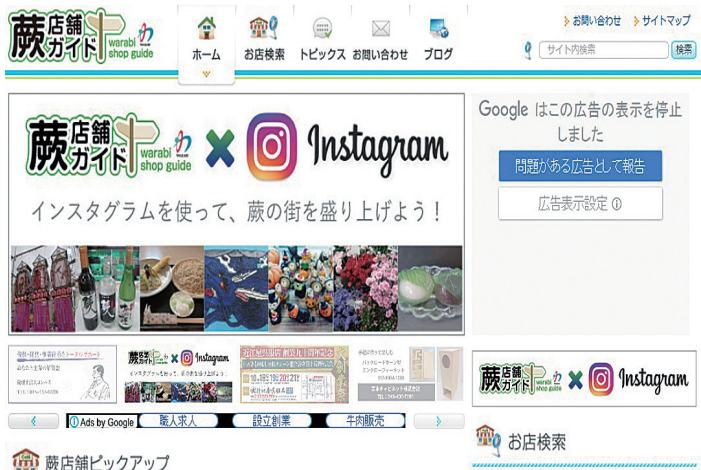 お問い合わせ サイトマップ
蕨店舗ガイド warabi shop guide
ホーム お店検索 トピックス お問い合わせ ブログ
サイト内検索 検索
蕨店舗ガイド warabi shop guide × Instagram
インスタグラムを使って、蕨の街を盛り上げよう！
Google はこの広告の表示を停止
しました
問題がある広告として報告
広告表示設定
蕨店舗ガイド × Instagram
蕨店舗ガイド warabi shop guide × Instagram
Ads by Google 職人求人 設立創業 牛肉販売
お店検索
蕨店舗ピックアップ